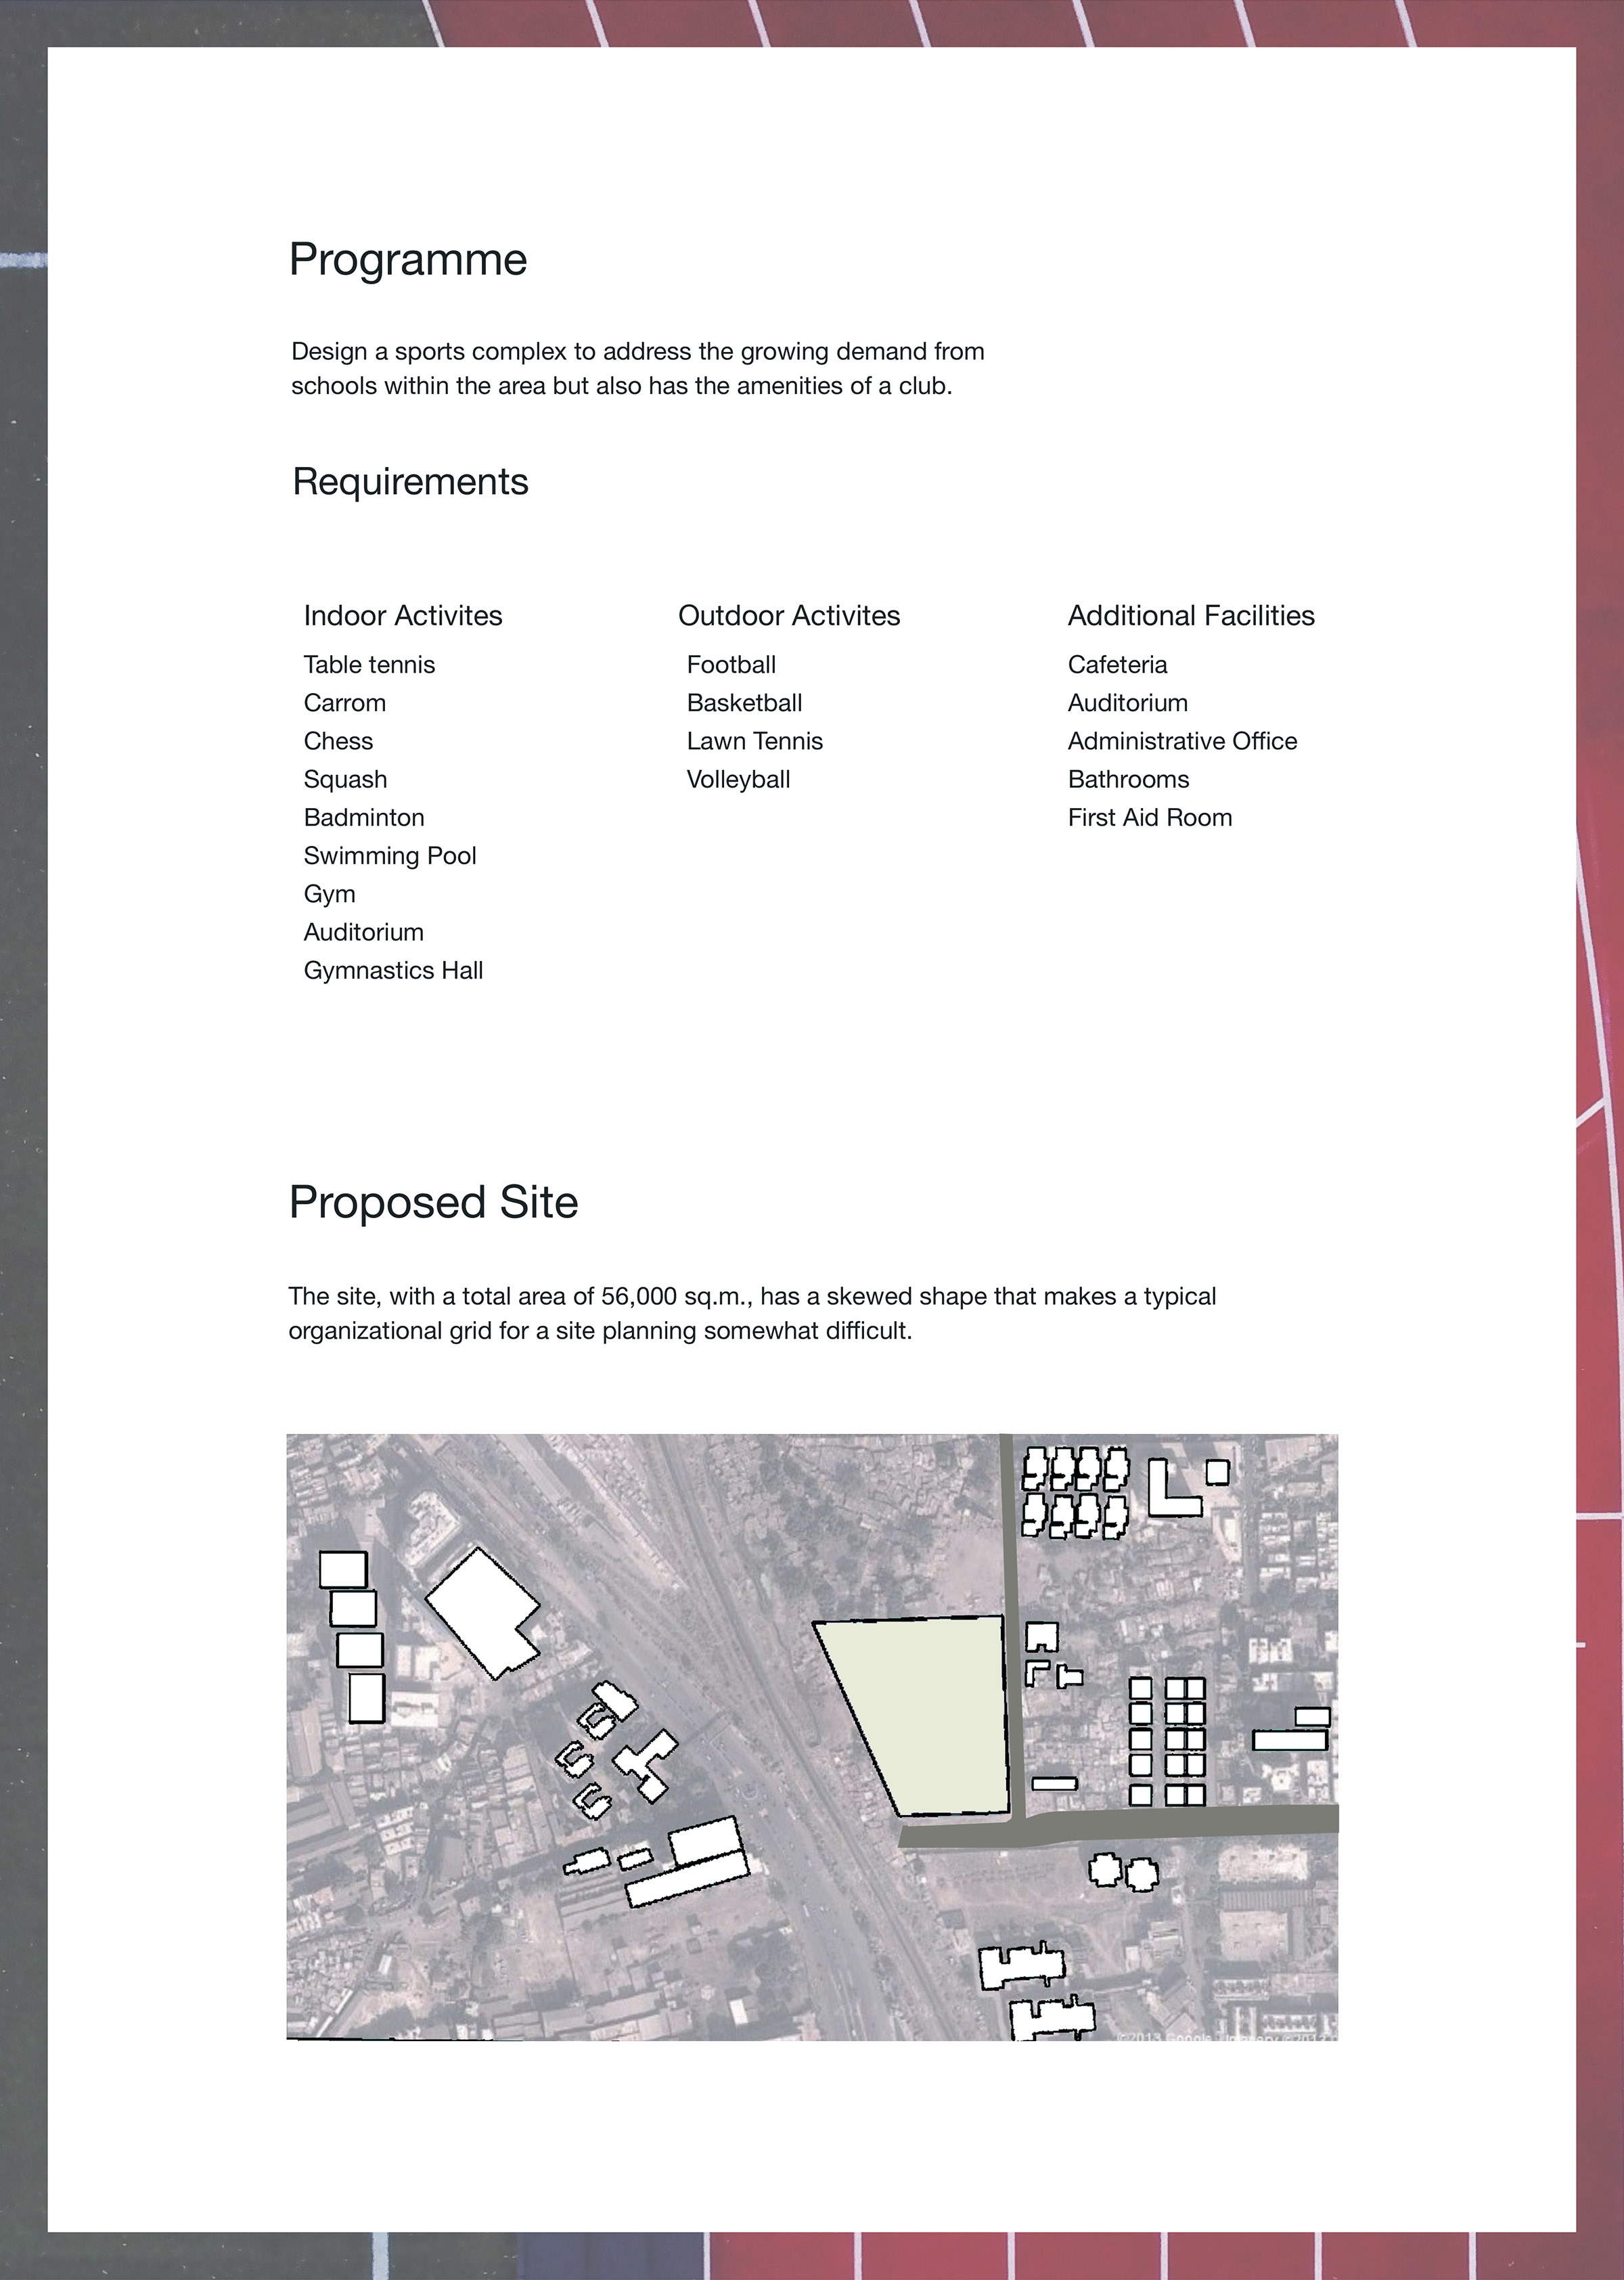 Programme
Design a sports complex to address the growing demand from
schools within the area but also has the amenities of a club.
Requirements
Indoor Activites
Table tennis
Carrom
Chess
Squash
Badminton
Swimming Pool
Gym
Auditorium
Gymnastics Hall
Outdoor Activites
Football
Basketball
Lawn Tennis
Volleyball
Additional Facilities
Cafeteria
Auditorium
Administrative Office
Bathrooms
First Aid Room
Proposed Site
The site, with a total area of 56,000 sq.m., has a skewed shape that makes a typical
organizational grid for a site planning somewhat difficult.
©2013 Google Imagery ©2013